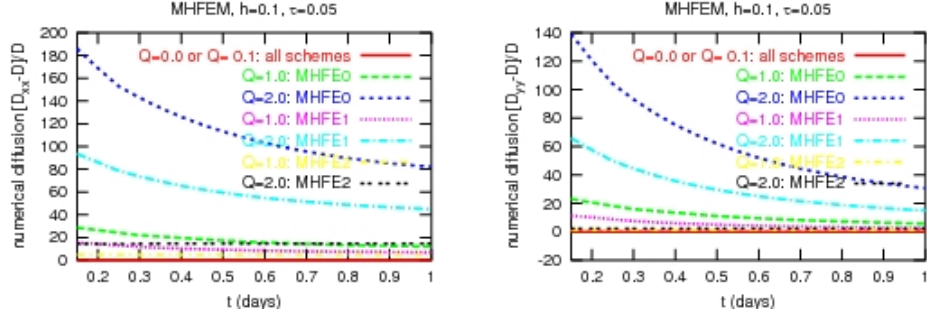 MHFEM, h=0.1, τ=0.05
numerical diffusion [Dxx-D]/D
200
180
160
140
120
100
80
60
40
20
0
Q=0.0 or Q= 0.1: all schemes
Q=1.0: MHFE0
Q=2.0: MHFE0
Q=1.0: MHFE1
Q=2.0: MHFE1
Q=1.0: MHFE2
Q=2.0: MHFE2
0.2 0.3 0.4 0.5 0.6 0.7 0.8 0.9 1
t (days)
MHFEM, h=0.1, τ=0.05
numerical diffusion [Dyy-D]/D
140
120
100
80
60
40
20
0
-20
Q=0.0 or Q= 0.1: all schemes
Q=1.0: MHFE0
Q=2.0: MHFE0
Q=1.0: MHFE1
Q=2.0: MHFE1
Q=1.0: MHFE2
Q=2.0: MHFE2
0.2 0.3 0.4 0.5 0.6 0.7 0.8 0.9 1
t (days)